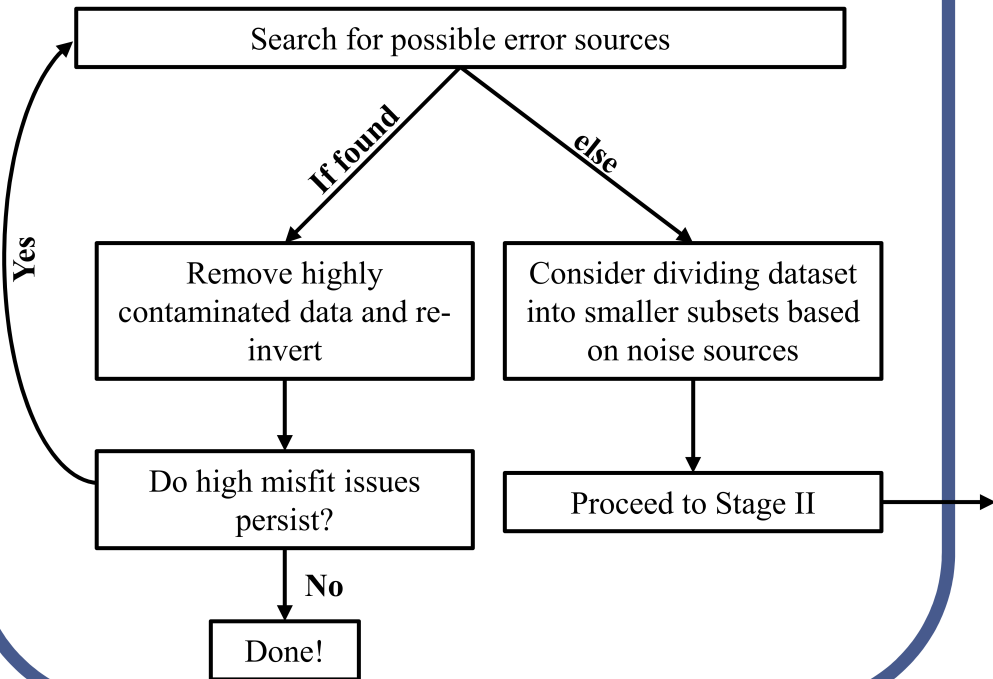 Search for possible error sources
If found
else
Yes
Remove highly
contaminated data and re-
invert
Consider dividing dataset
into smaller subsets based
on noise sources
Do high misfit issues
persist?
Proceed to Stage II
No
Done!